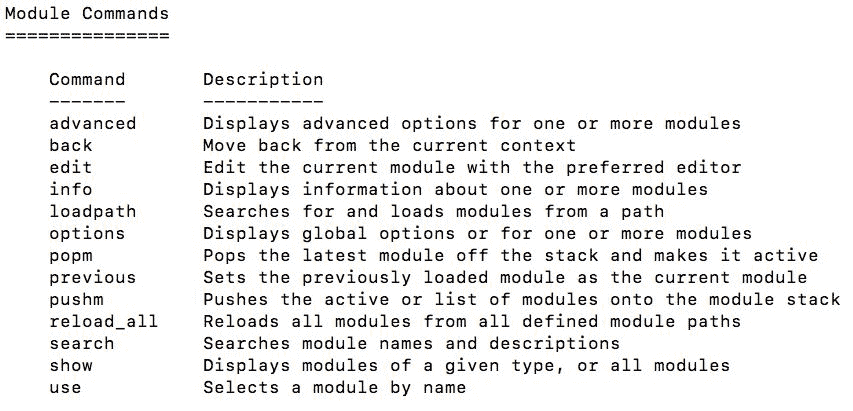 Module Commands
===============
Command       Description
-------       -----------
advanced      Displays advanced options for one or more modules
back          Move back from the current context
edit          Edit the current module with the preferred editor
info          Displays information about one or more modules
loadpath      Searches for and loads modules from a path
options       Displays global options or for one or more modules
popm          Pops the latest module off the stack and makes it active
previous      Sets the previously loaded module as the current module
pushm         Pushes the active or list of modules onto the module stack
reload_all    Reloads all modules from all defined module paths
search        Searches module names and descriptions
show          Displays modules of a given type, or all modules
use           Selects a module by name